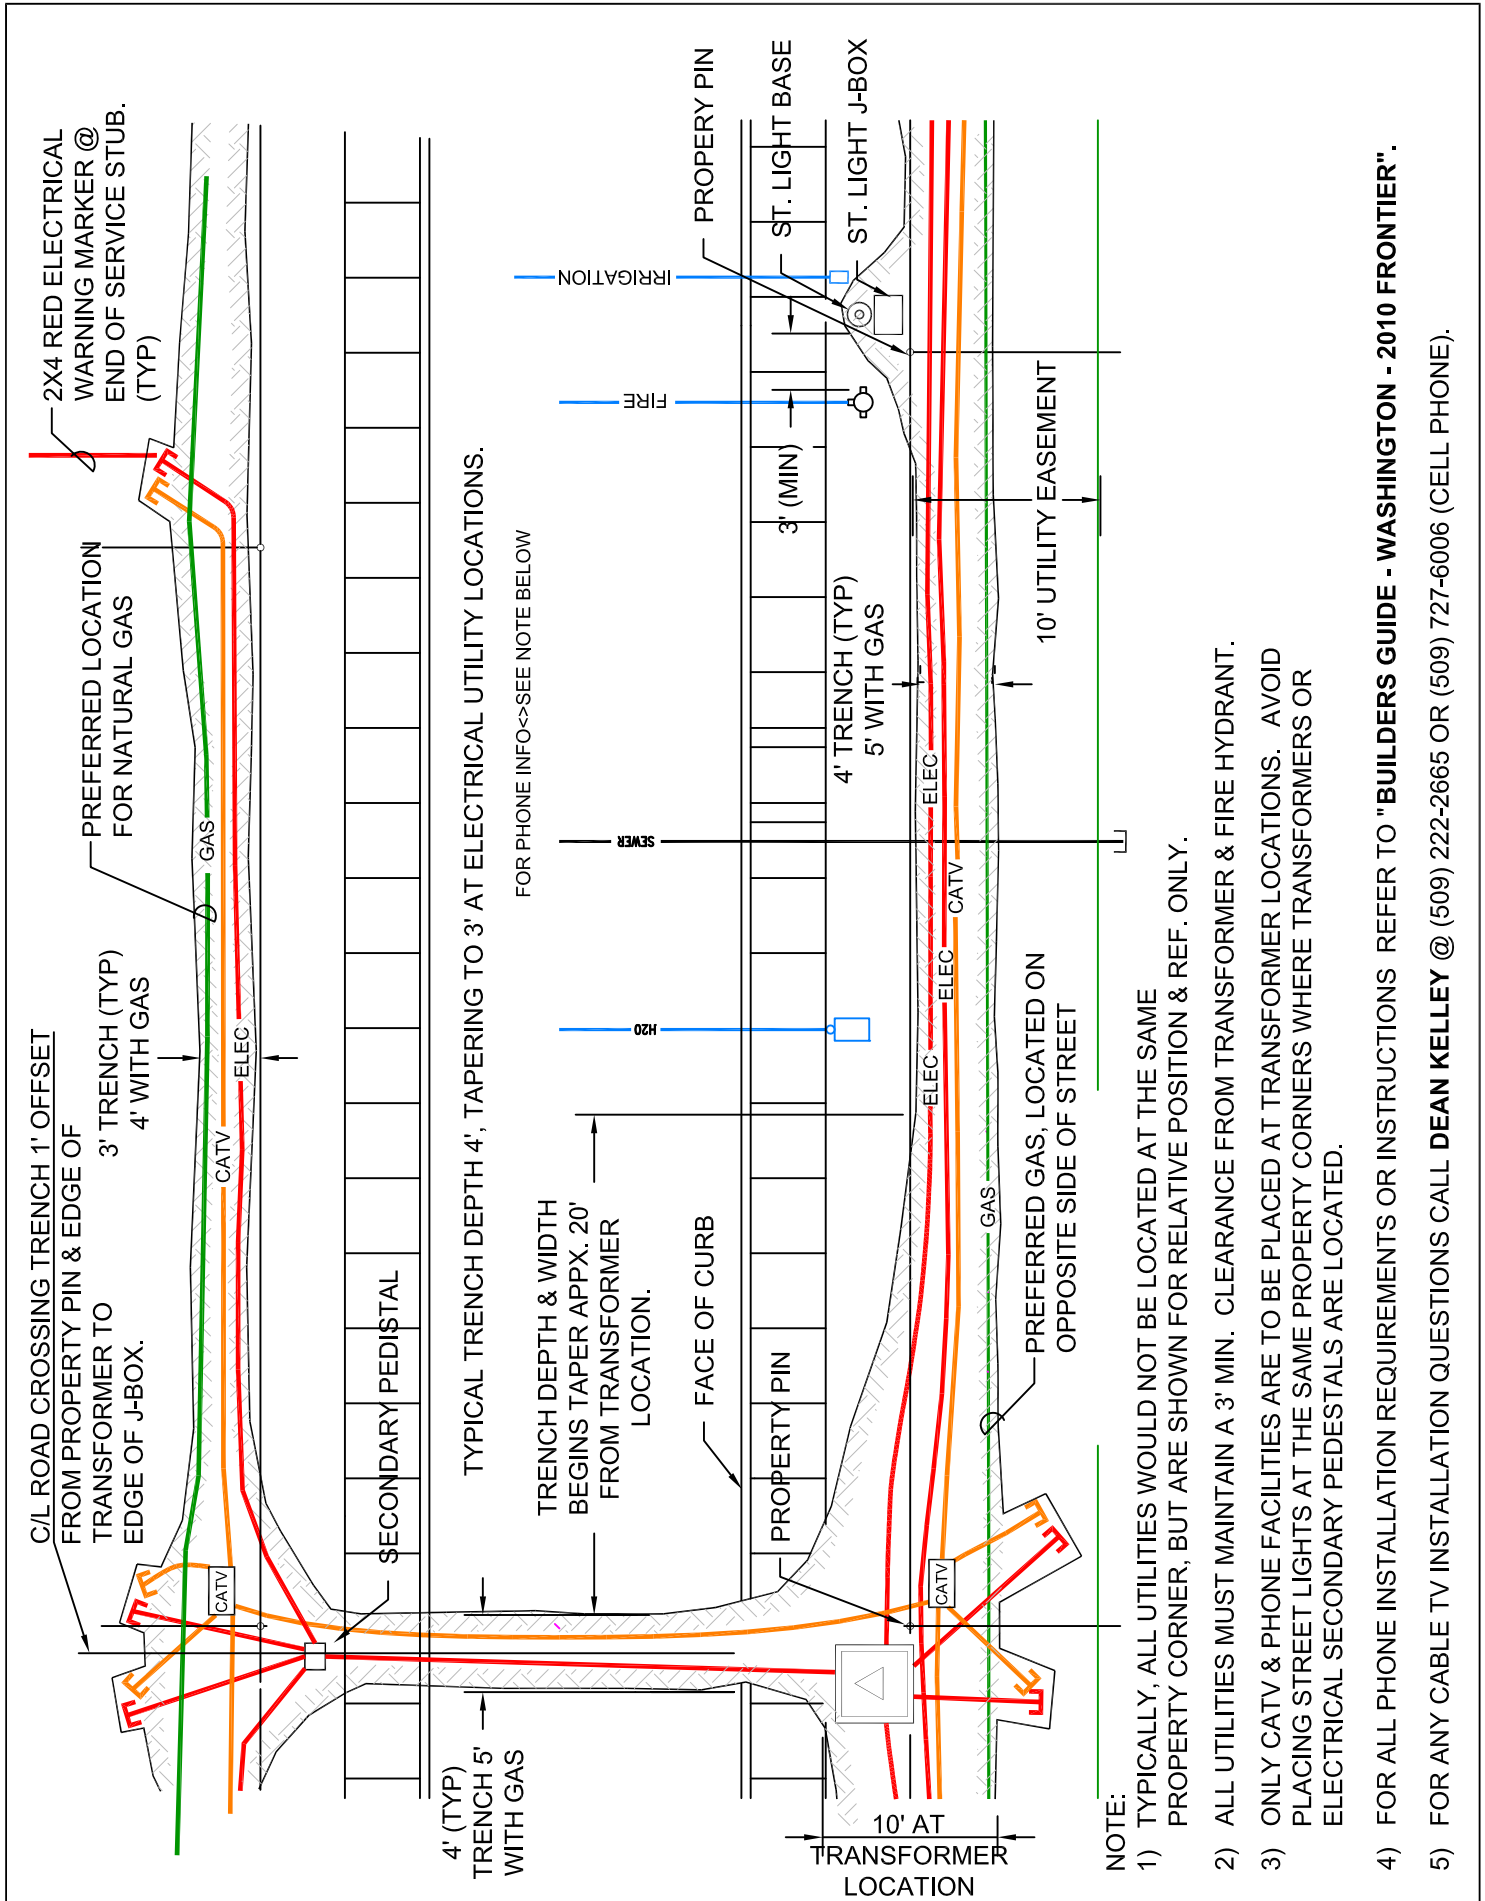 C/L ROAD CROSSING TRENCH 1' OFFSET
FROM PROPERTY PIN & EDGE OF
TRANSFORMER TO
EDGE OF J-BOX.
3' TRENCH (TYP)
4' WITH GAS
PREFERRED LOCATION
FOR NATURAL GAS
2X4 RED ELECTRICAL
WARNING MARKER @
END OF SERVICE STUB.
(TYP)
GAS
CATV
ELEC
CATV
SECONDARY PEDISTAL
TYPICAL TRENCH DEPTH 4', TAPERING TO 3' AT ELECTRICAL UTILITY LOCATIONS.
FOR PHONE INFO<>SEE NOTE BELOW
4' (TYP)
TRENCH 5'
WITH GAS
TRENCH DEPTH & WIDTH
BEGINS TAPER APPX. 20'
FROM TRANSFORMER
LOCATION.
FACE OF CURB
PROPERTY PIN
H20
SEWER
FIRE
IRRIGATION
PROPERY PIN
ST. LIGHT BASE
ST. LIGHT J-BOX
3' (MIN)
4' TRENCH (TYP)
5' WITH GAS
10' UTILITY EASEMENT
ELEC
ELEC
ELEC
CATV
CATV
GAS
PREFERRED GAS, LOCATED ON
OPPOSITE SIDE OF STREET
10' AT
TRANSFORMER
LOCATION
NOTE:
1) TYPICALLY, ALL UTILITIES WOULD NOT BE LOCATED AT THE SAME
PROPERTY CORNER, BUT ARE SHOWN FOR RELATIVE POSITION & REF. ONLY.
2) ALL UTILITIES MUST MAINTAIN A 3' MIN. CLEARANCE FROM TRANSFORMER & FIRE HYDRANT.
3) ONLY CATV & PHONE FACILITIES ARE TO BE PLACED AT TRANSFORMER LOCATIONS. AVOID
PLACING STREET LIGHTS AT THE SAME PROPERTY CORNERS WHERE TRANSFORMERS OR
ELECTRICAL SECONDARY PEDESTALS ARE LOCATED.
4) FOR ALL PHONE INSTALLATION REQUIREMENTS OR INSTRUCTIONS REFER TO "BUILDERS GUIDE - WASHINGTON - 2010 FRONTIER".
5) FOR ANY CABLE TV INSTALLATION QUESTIONS CALL DEAN KELLEY @ (509) 222-2665 OR (509) 727-6006 (CELL PHONE).